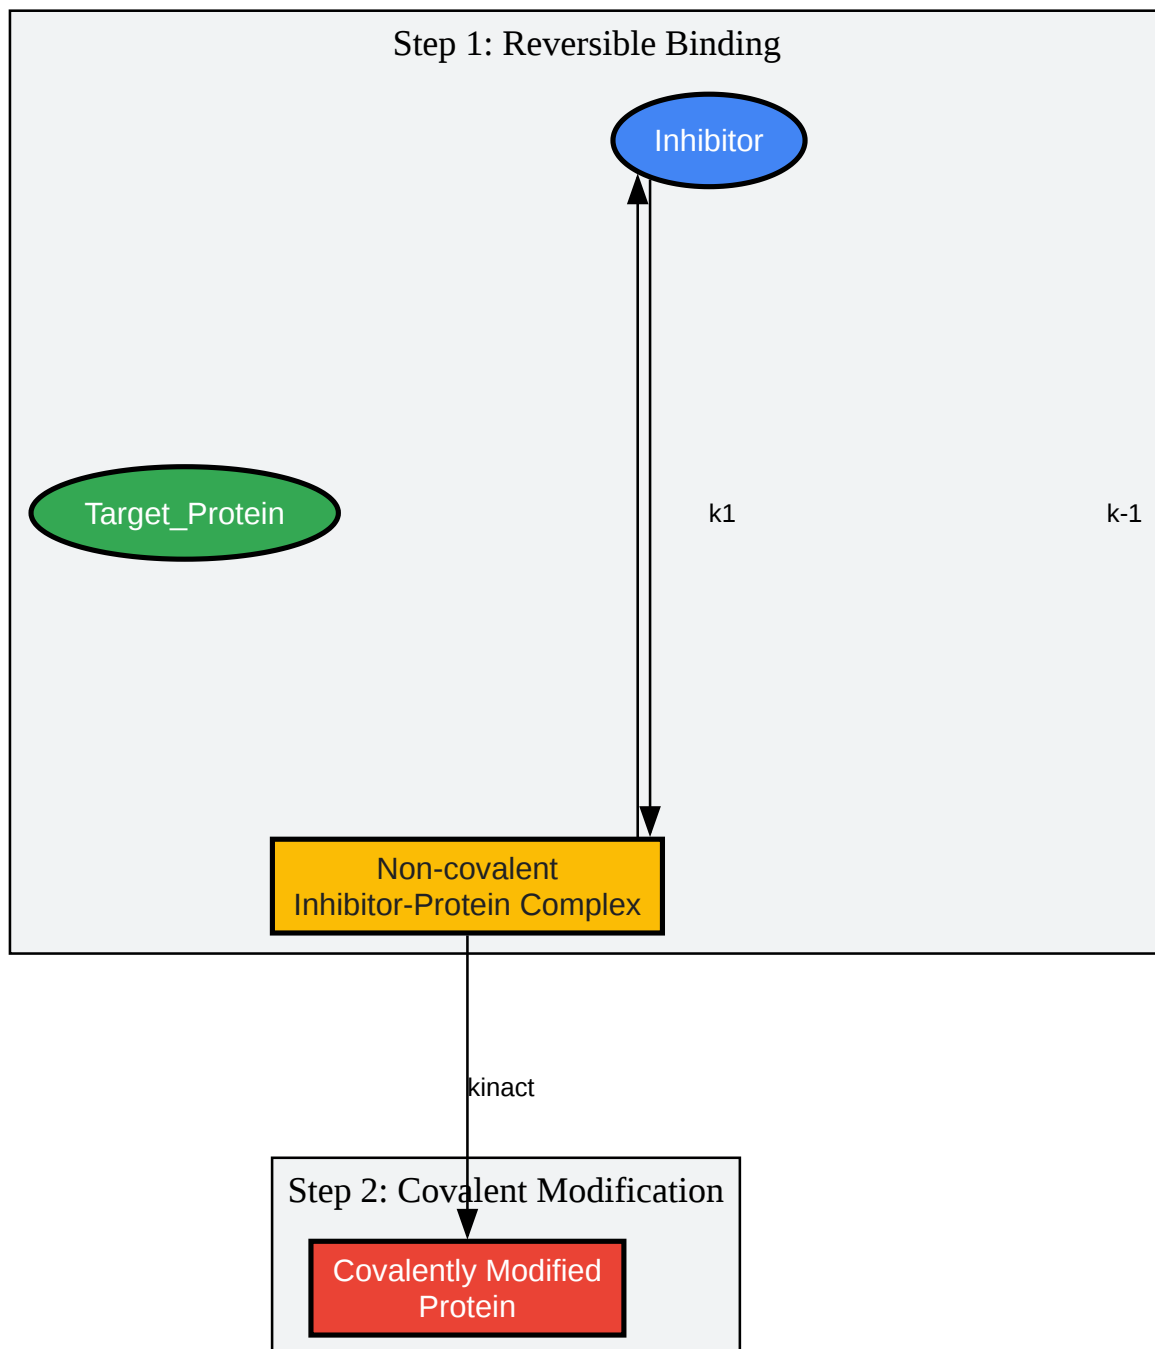 Step 1: Reversible Binding
Inhibitor
Target_Protein
k1
k-1
Non-covalent
Inhibitor-Protein Complex
kinact
Step 2: Covalent Modification
Covalently Modified
Protein